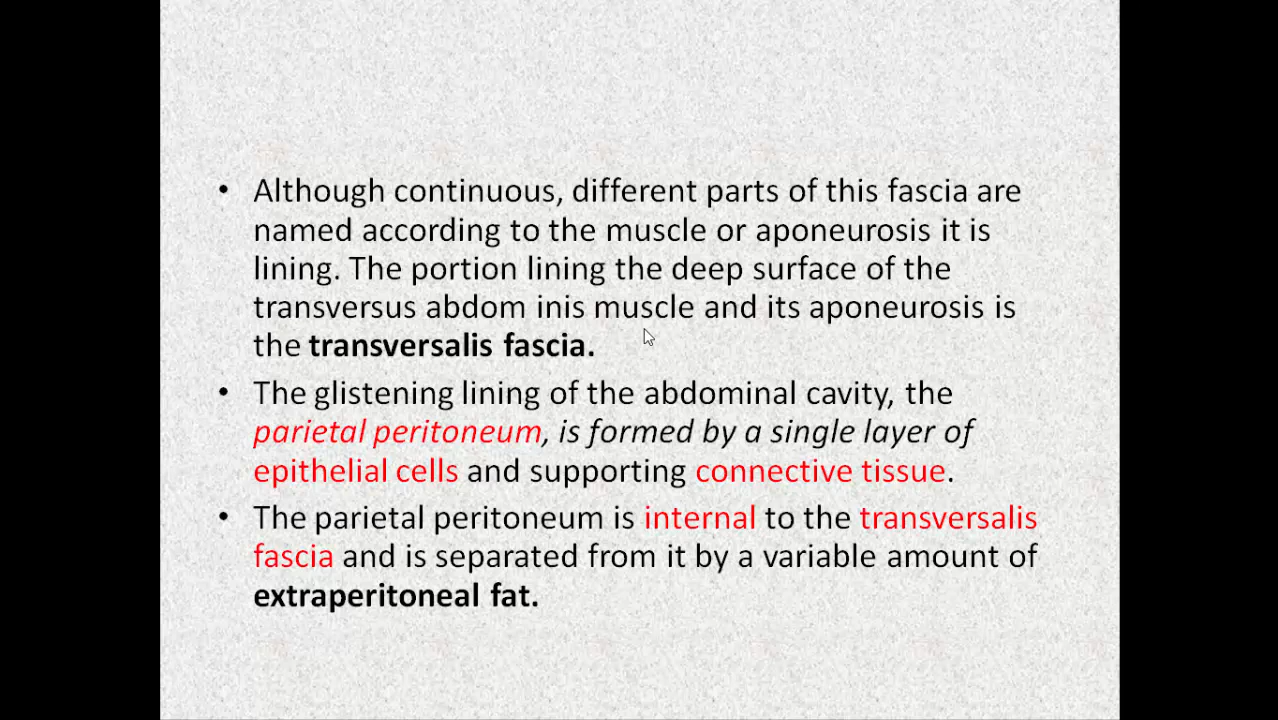 • Although continuous, different parts of this fascia are
named according to the muscle or aponeurosis it is
lining. The portion lining the deep surface of the
transversus abdom inis muscle and its aponeurosis is
the transversalis fascia.
• The glistening lining of the abdominal cavity, the
parietal peritoneum, is formed by a single layer of
epithelial cells and supporting connective tissue.
• The parietal peritoneum is internal to the transversalis
fascia and is separated from it by a variable amount of
extraperitoneal fat.